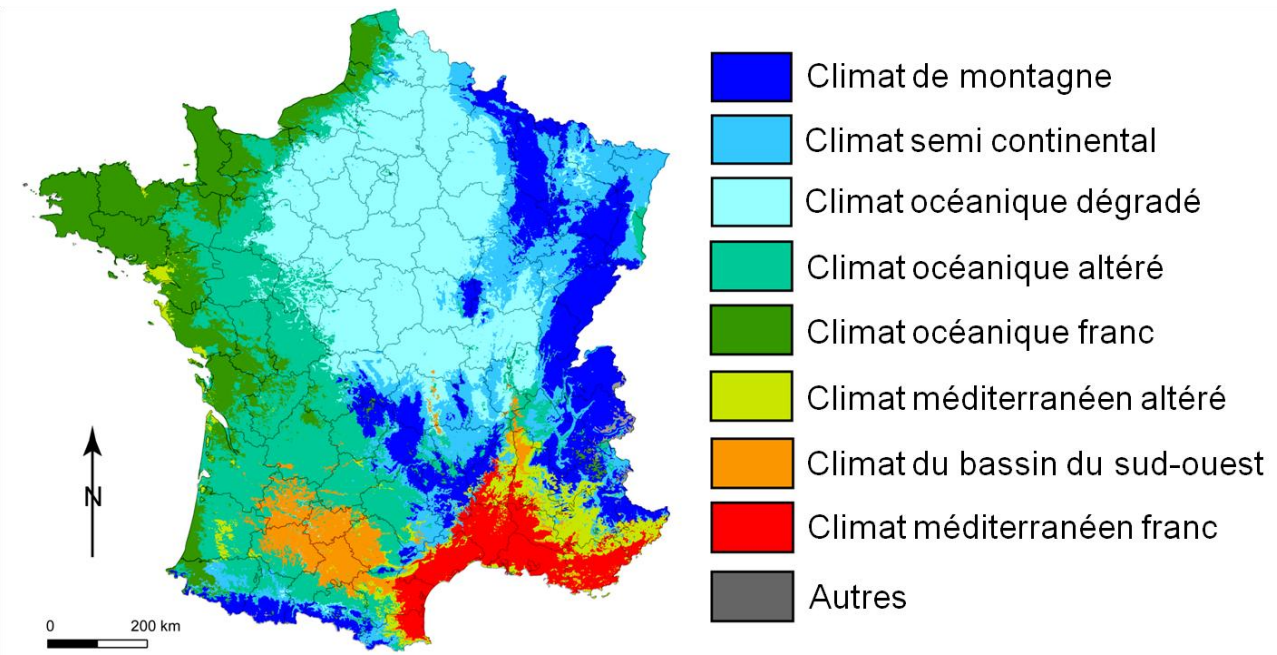 Climat de montagne
Climat semi continental
Climat océanique dégradé
Climat océanique altéré
Climat océanique franc
Climat méditerranéen altéré
Climat du bassin du sud-ouest
Climat méditerranéen franc
Autres
N
0 200 km